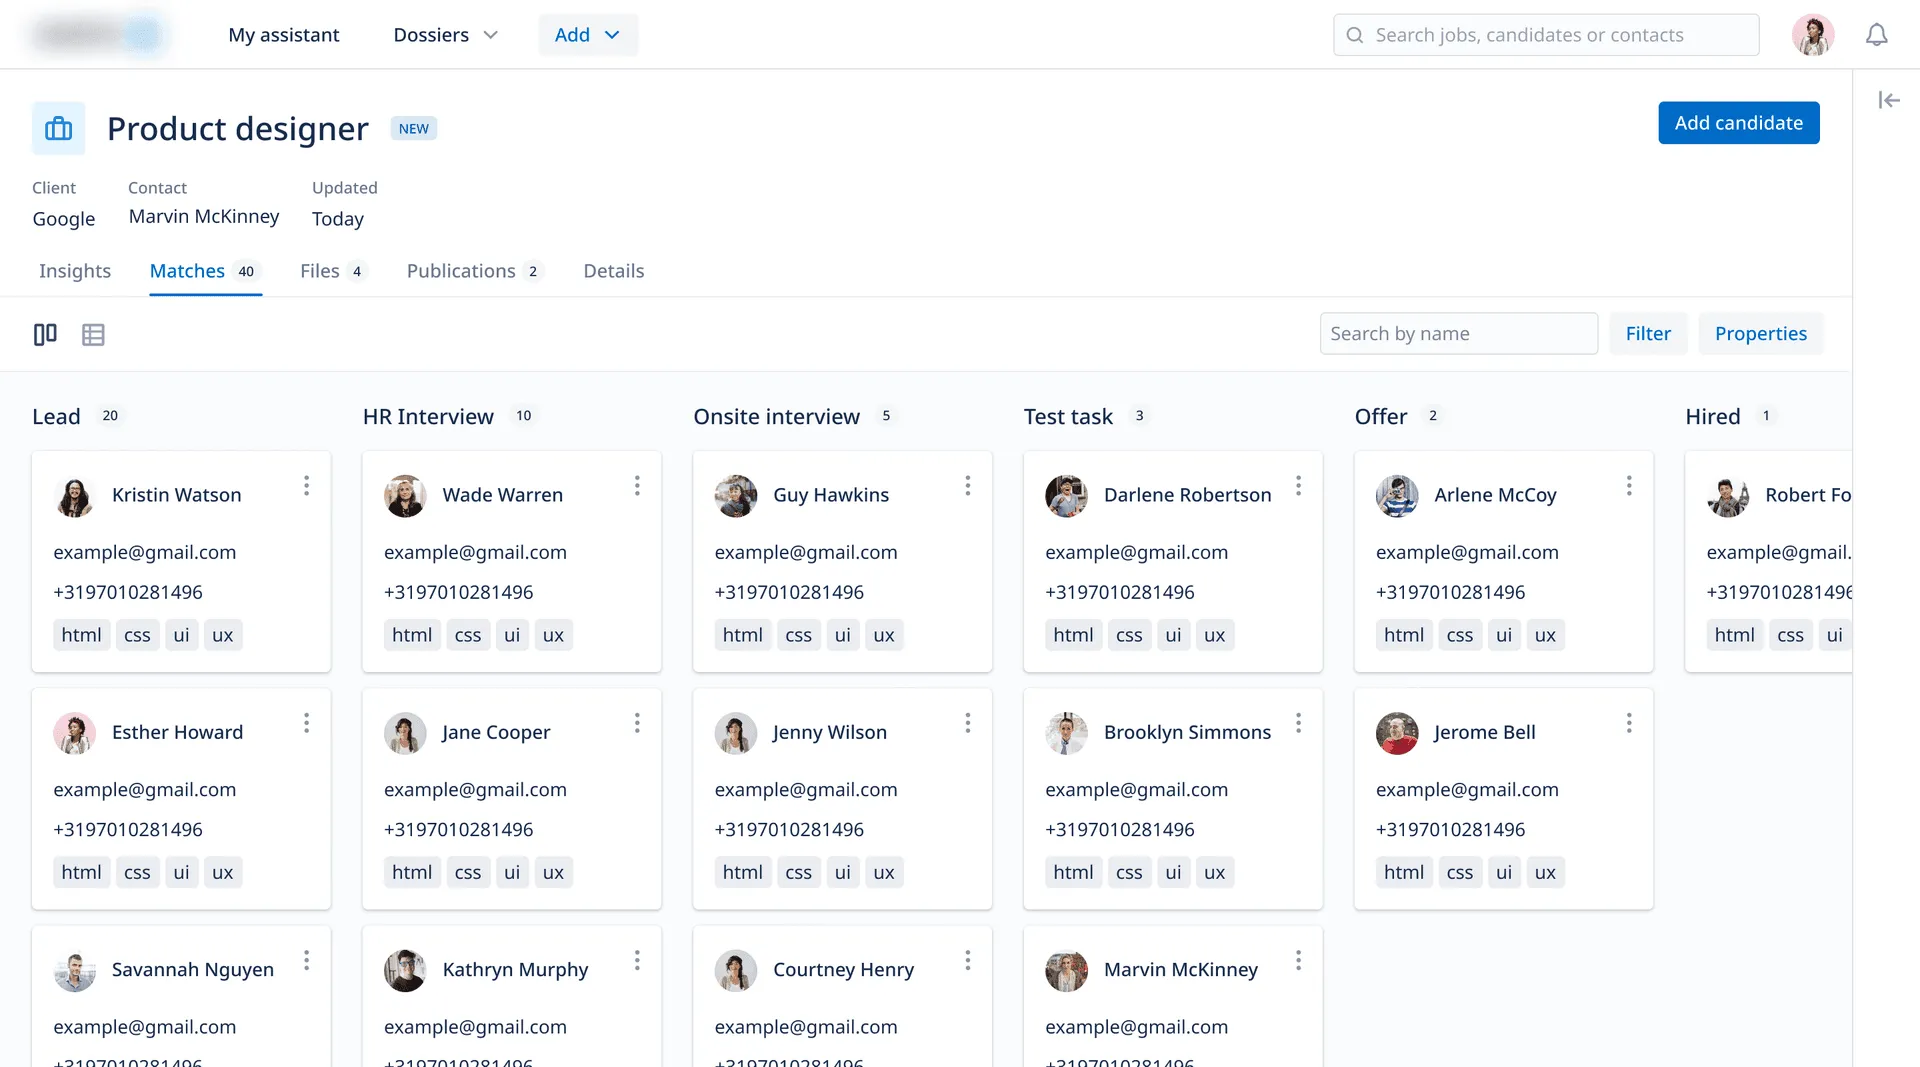 My assistant Dossiers Add Search jobs, candidates or contacts
Product designer NEW Add candidate
Client Contact Updated
Google Marvin McKinney Today
Insights Matches 40 Files 4 Publications 2 Details
Search by name Filter Properties
Lead 20 HR Interview 10 Onsite interview 5 Test task 3 Offer 2 Hired 1
Kristin Watson Wade Warren Guy Hawkins Darlene Robertson Arlene McCoy Robert Fo
example@gmail.com example@gmail.com example@gmail.com example@gmail.com example@gmail.com example@gmail.
+3197010281496 +3197010281496 +3197010281496 +3197010281496 +3197010281496 +3197010281496
html css ui ux html css ui ux html css ui ux html css ui ux html css ui ux html css ui
Esther Howard Jane Cooper Jenny Wilson Brooklyn Simmons Jerome Bell
example@gmail.com example@gmail.com example@gmail.com example@gmail.com example@gmail.com
+3197010281496 +3197010281496 +3197010281496 +3197010281496 +3197010281496
html css ui ux html css ui ux html css ui ux html css ui ux html css ui ux
Savannah Nguyen Kathryn Murphy Courtney Henry Marvin McKinney
example@gmail.com example@gmail.com example@gmail.com example@gmail.com
+3197010281496 +3197010281496 +3197010281496 +3197010281496